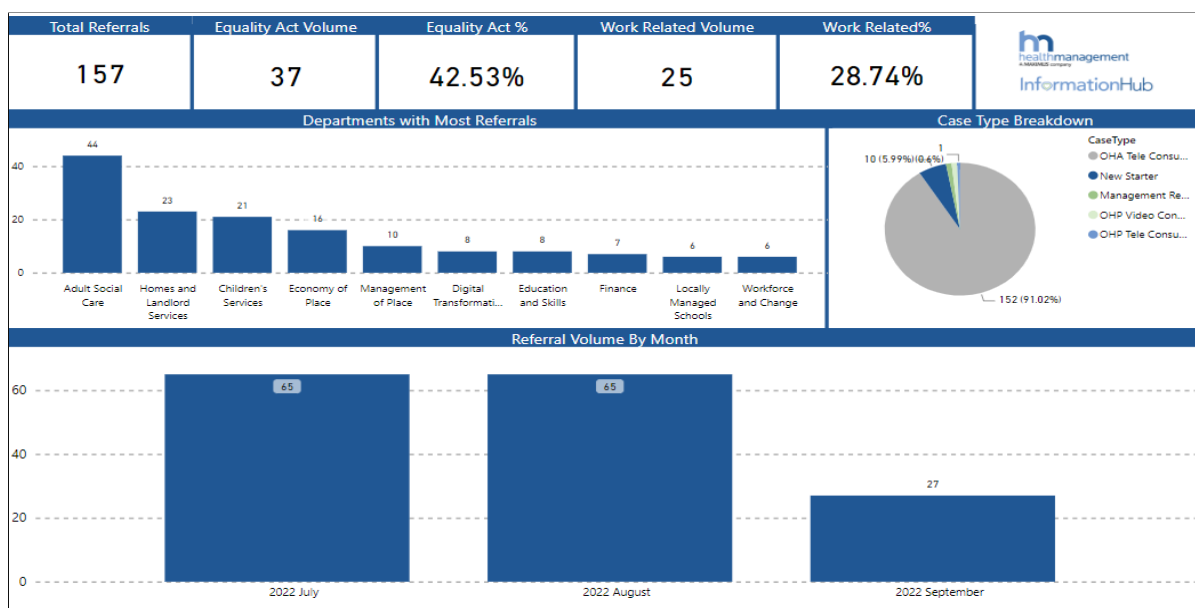 Total Referrals
157
Equality Act Volume
37
Equality Act %
42.53%
Work Related Volume
25
Work Related%
28.74%
hm
healthmanagement
A MAXIMUS company
InformationHub
Departments with Most Referrals
40
20
0
44
23
21
16
10
8
8
7
6
6
Adult Social
Care
Homes and
Landlord
Services
Children's
Services
Economy of
Place
Management
of Place
Digital
Transformati...
Education
and Skills
Finance
Locally
Managed
Schools
Workforce
and Change
Case Type Breakdown
1
10 (5.99%)
(0.6%)
152 (91.02%)
CaseType
OHA Tele Consu...
New Starter
Management Re...
OHP Video Con...
OHP Tele Consu...
Referral Volume By Month
60
40
20
0
65
65
27
2022 July
2022 August
2022 September